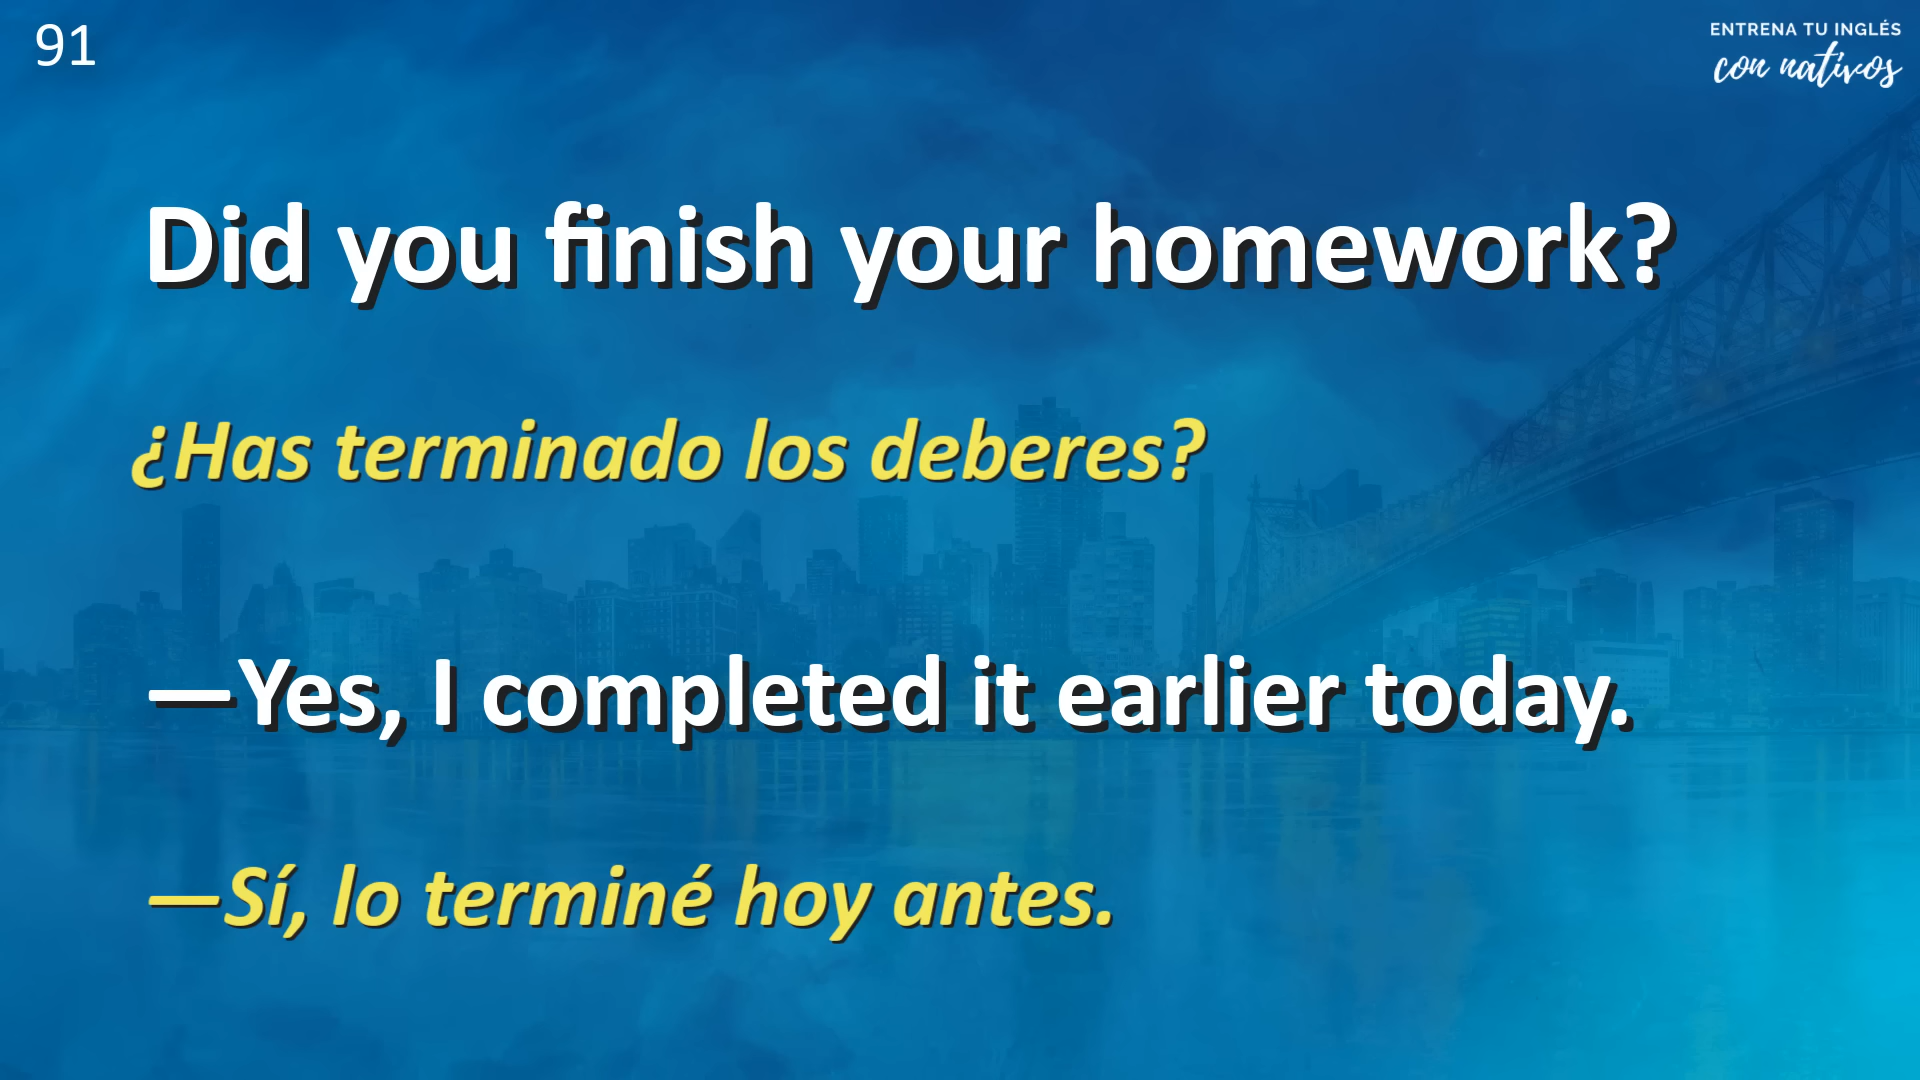 91
ENTRENA TU INGLÉS
con nativos
Did you finish your homework?
¿Has terminado los deberes?
—Yes, I completed it earlier today.
—Sí, lo terminé hoy antes.